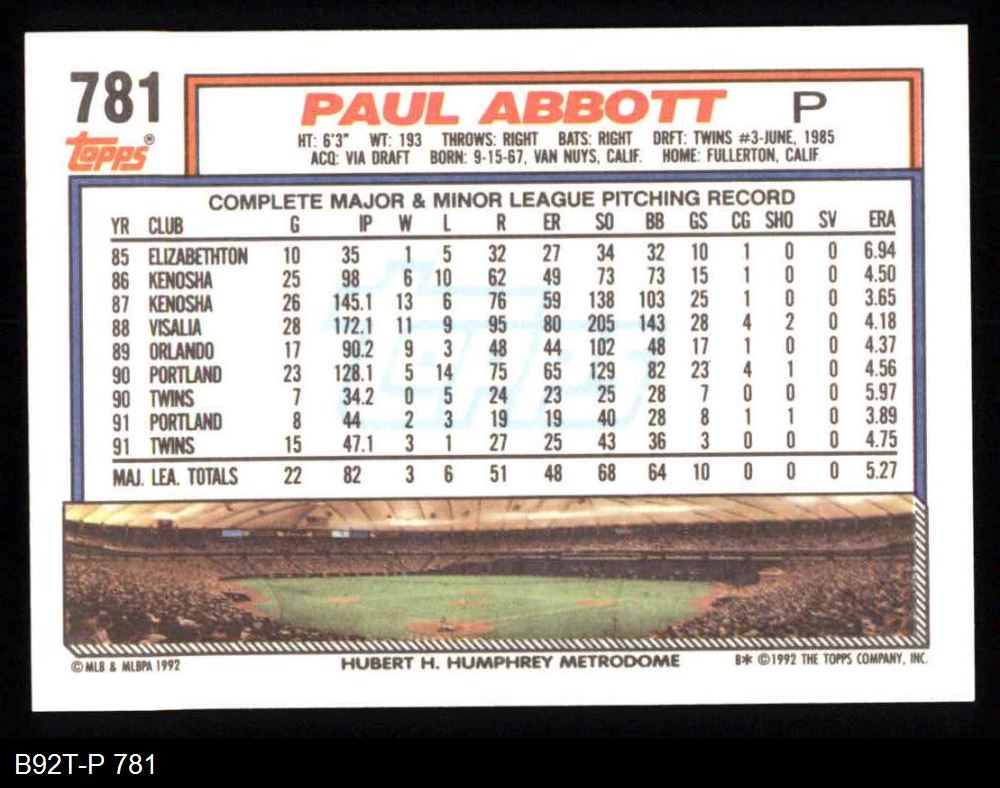 781
Topps®
PAUL ABBOTT P
HT: 6'3" WT: 193 THROWS: RIGHT BATS: RIGHT DRFT: TWINS #3-JUNE, 1985
ACQ: VIA DRAFT BORN: 9-15-67, VAN NUYS, CALIF. HOME: FULLERTON, CALIF.
COMPLETE MAJOR & MINOR LEAGUE PITCHING RECORD
YR CLUB G IP W L R ER SO BB GS CG SHO SV ERA
85 ELIZABETHTON 10 35 1 5 32 27 34 32 10 1 0 0 6.94
86 KENOSHA 25 98 6 10 62 49 73 73 15 1 0 0 4.50
87 KENOSHA 26 145.1 13 6 76 59 138 103 25 1 0 0 3.65
88 VISALIA 28 172.1 11 9 95 80 205 143 28 4 2 0 4.18
89 ORLANDO 17 90.2 9 3 48 44 102 48 17 1 0 0 4.37
90 PORTLAND 23 128.1 5 14 75 65 129 82 23 4 1 0 4.56
90 TWINS 7 34.2 0 5 24 23 25 28 7 0 0 0 5.97
91 PORTLAND 8 44 2 3 19 19 40 28 8 1 1 0 3.89
91 TWINS 15 47.1 3 1 27 25 43 36 3 0 0 0 4.75
MAJ. LEA. TOTALS 22 82 3 6 51 48 68 64 10 0 0 0 5.27
Topps
© MLB & MLBPA 1992 HUBERT H. HUMPHREY METRODOME B* ©1992 THE TOPPS COMPANY, INC.
B92T-P 781